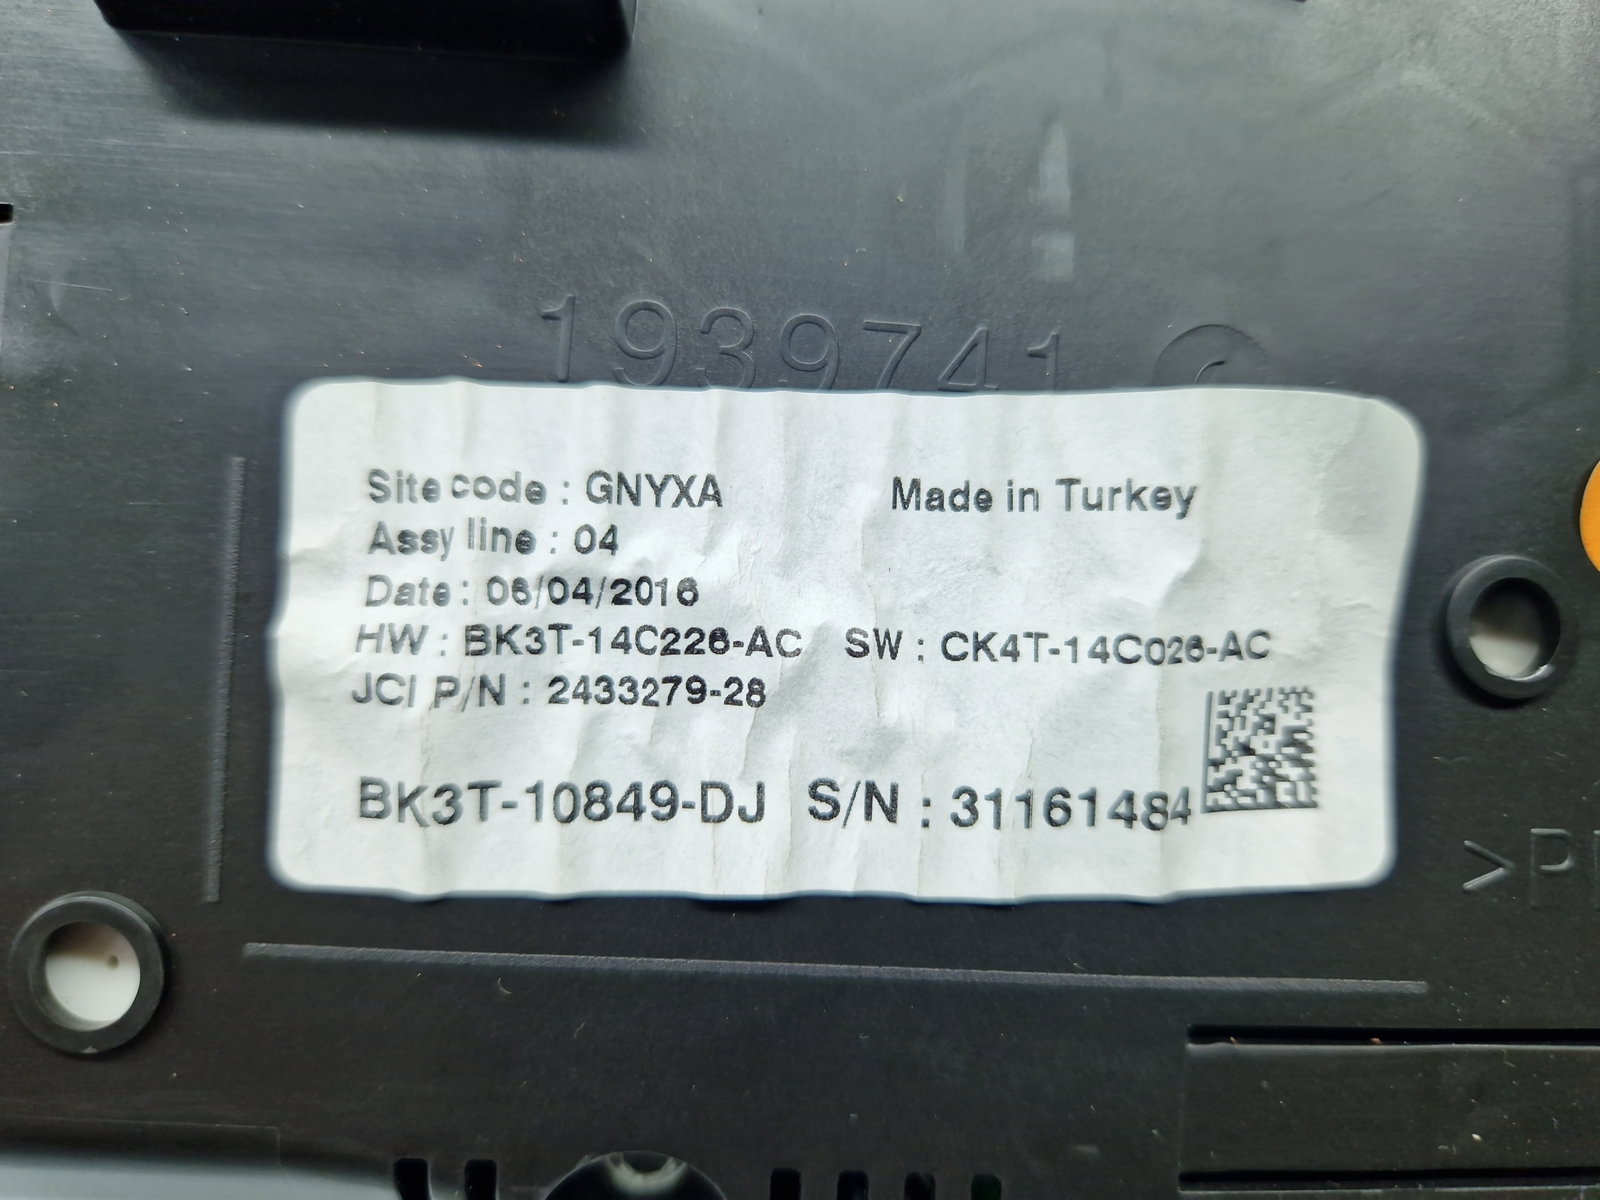 1939741
Site code : GNYXA Made in Turkey
Assy line : 04
Date : 06/04/2016
HW : BK3T-14C226-AC SW : CK4T-14C026-AC
JCI P/N : 2433279-28
BK3T-10849-DJ S/N : 31161484
>P